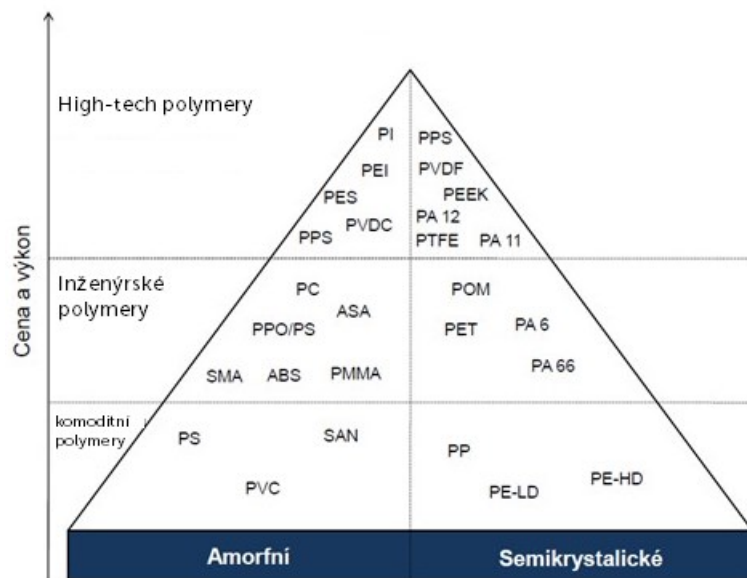 High-tech polymery
PI
PPS
PEI
PVDF
PES
PEEK
PVDC
PA 12
PPS
PTFE
PA 11
Inženýrské
polymery
PC
POM
ASA
PPO/PS
PET
PA 6
PA 66
SMA
ABS
PMMA
komoditní
polymery
PS
SAN
PP
PVC
PE-LD
PE-HD
Cena a výkon
Amorfní
Semikrystalické